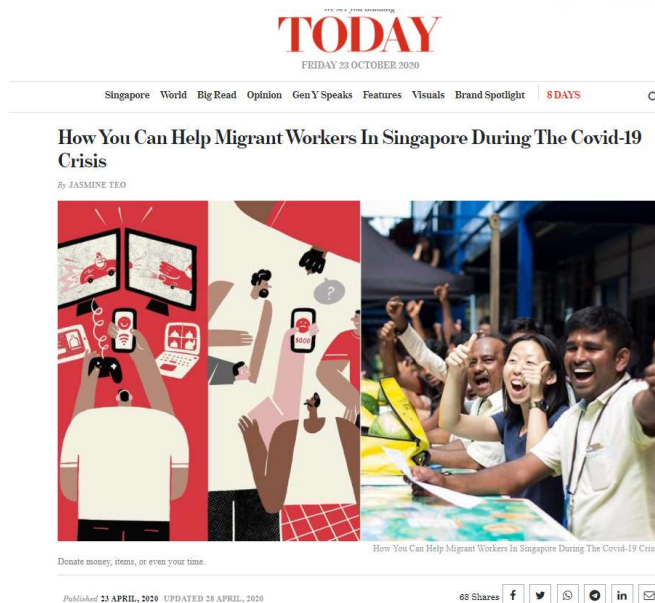 TODAY
FRIDAY 23 OCTOBER 2020
Singapore World Big Read Opinion Gen Y Speaks Features Visuals Brand Spotlight 8 DAYS
How You Can Help Migrant Workers In Singapore During The Covid-19
Crisis
By JASMINE TEO
?
$0.00
How You Can Help Migrant Workers In Singapore During The Covid-19
Donate money, items, or even your time.
Published 23 APRIL, 2020 UPDATED 28 APRIL, 2020
68 Shares